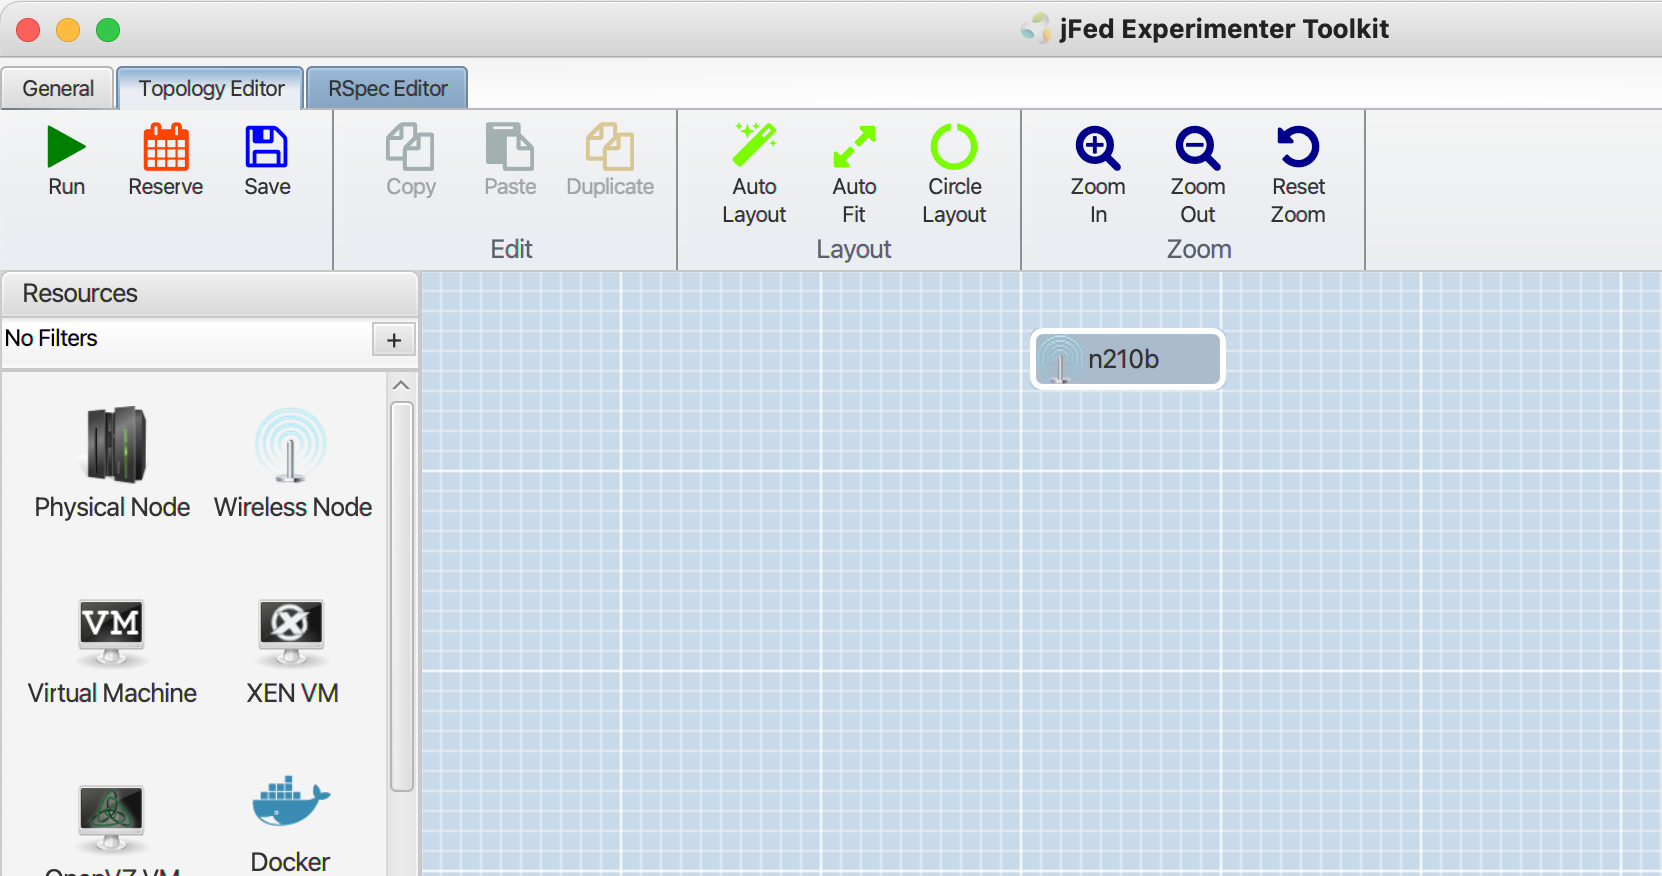 jFed Experimenter Toolkit
General
Topology Editor
RSpec Editor
Run
Reserve
Save
Copy
Paste
Duplicate
Edit
Auto
Layout
Auto
Fit
Circle
Layout
Layout
Zoom
In
Zoom
Out
Reset
Zoom
Zoom
Resources
No Filters
+
n210b
Physical Node
Wireless Node
VM
Virtual Machine
XEN VM
OpenVZ VM
Docker